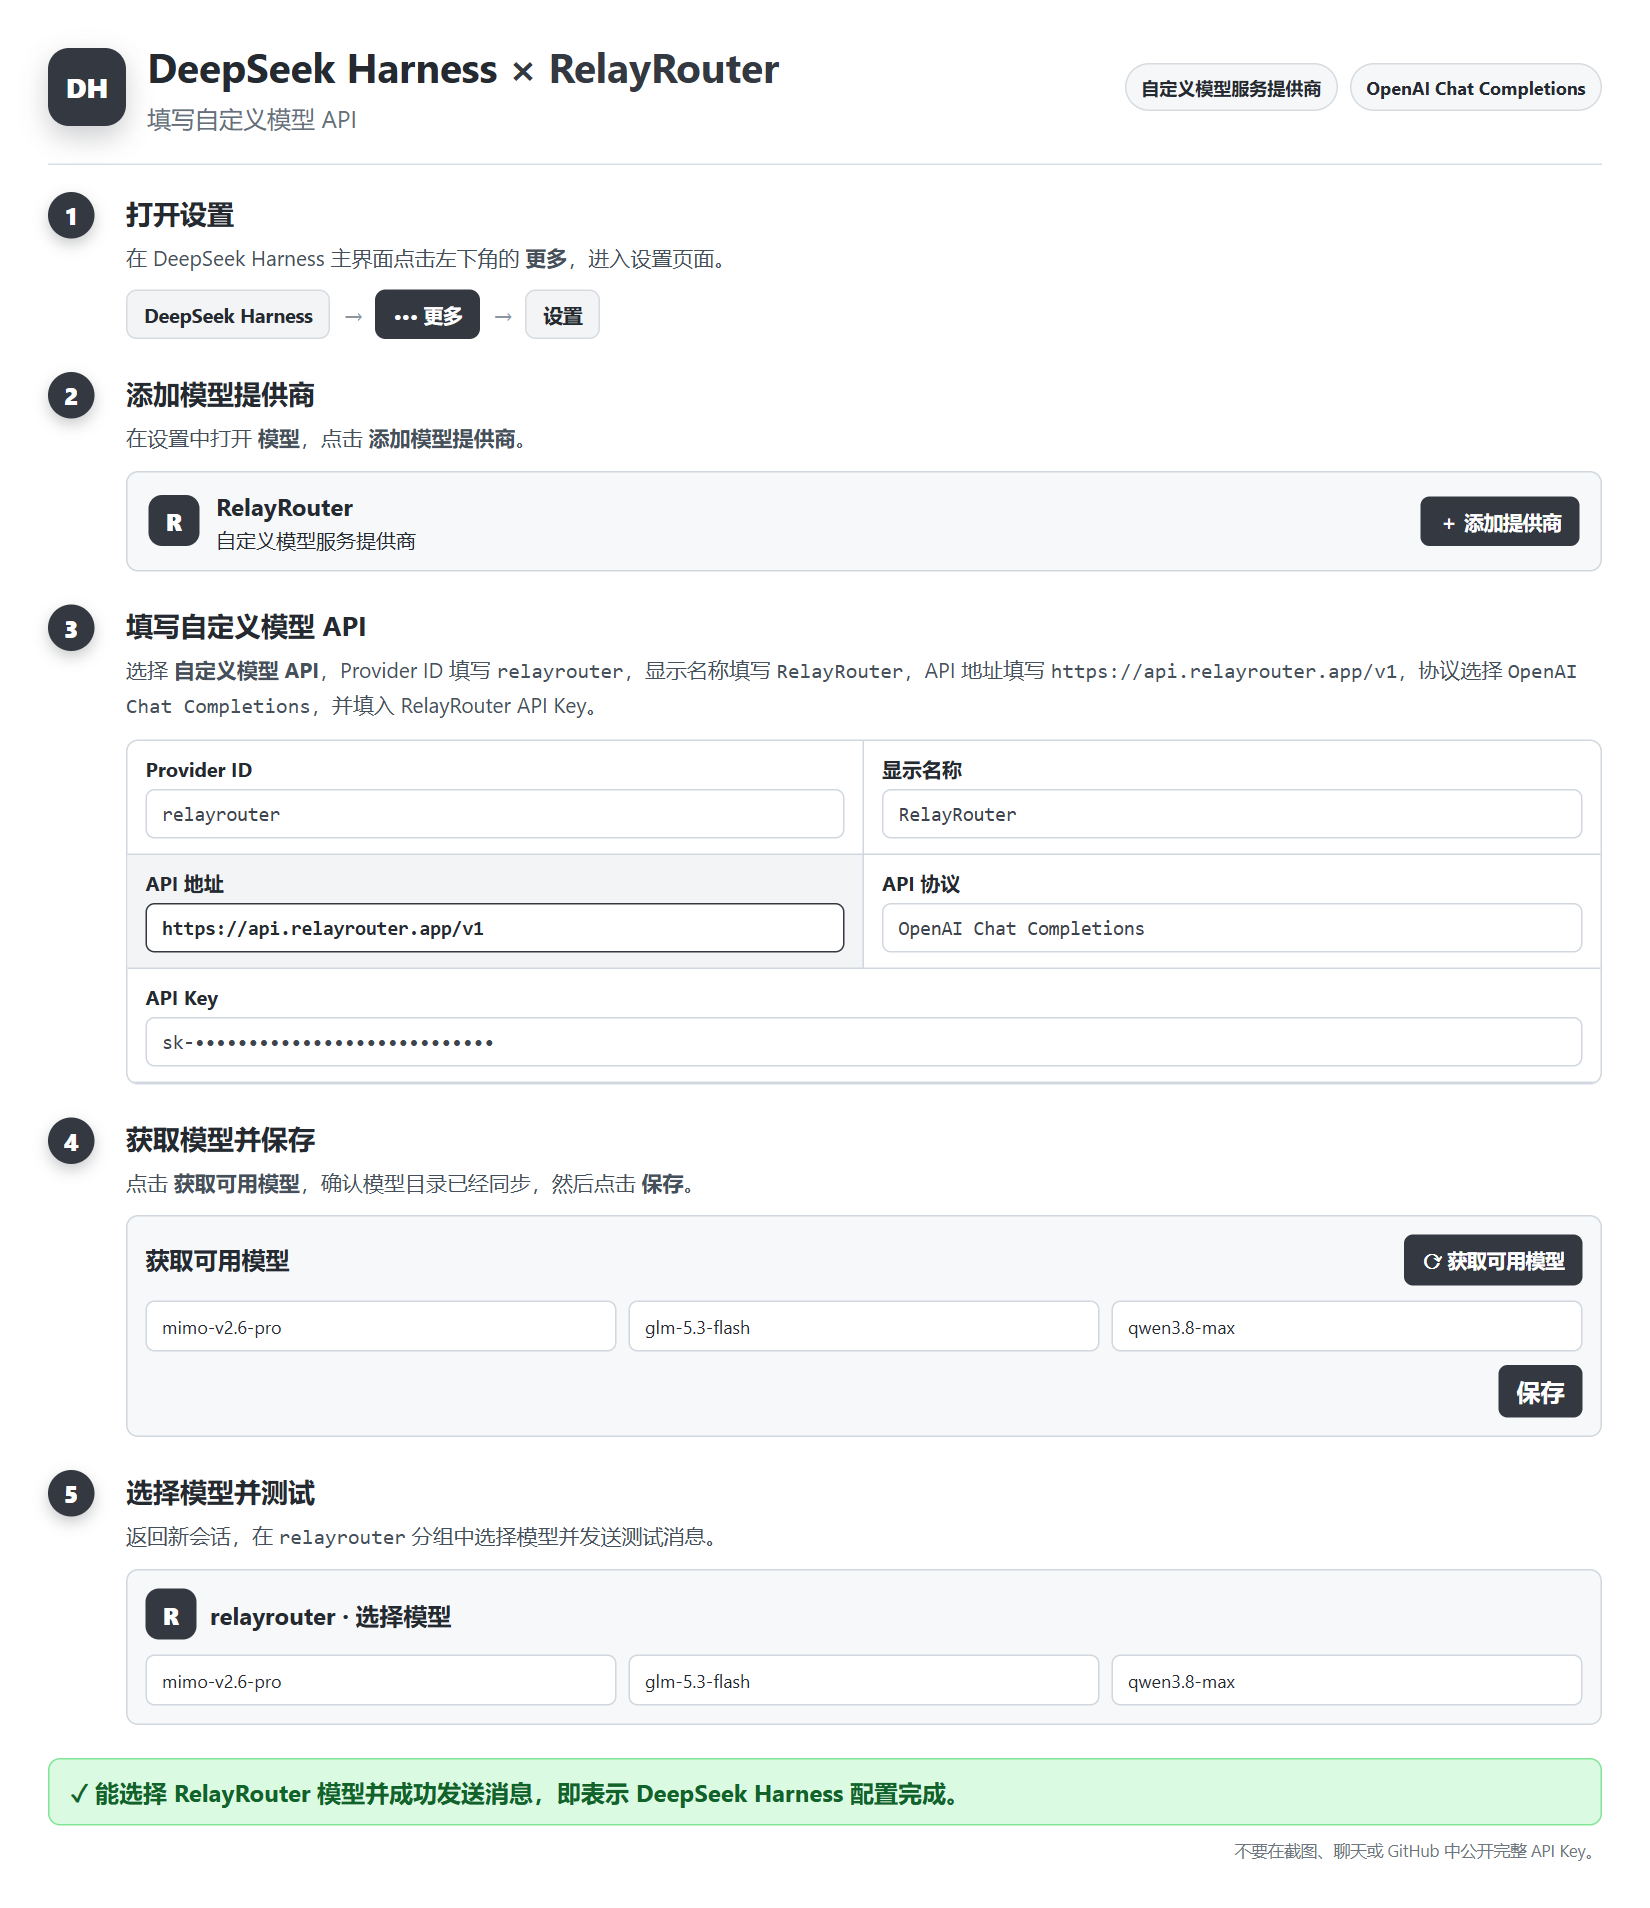 DH
DeepSeek Harness × RelayRouter
填写自定义模型 API
自定义模型服务提供商
OpenAI Chat Completions
1
打开设置
在 DeepSeek Harness 主界面点击左下角的 更多，进入设置页面。
DeepSeek Harness → ••• 更多 → 设置
2
添加模型提供商
在设置中打开 模型，点击 添加模型提供商。
R
RelayRouter
自定义模型服务提供商
+ 添加提供商
3
填写自定义模型 API
选择 自定义模型 API，Provider ID 填写 relayrouter，显示名称填写 RelayRouter，API 地址填写 https://api.relayrouter.app/v1，协议选择 OpenAI
Chat Completions，并填入 RelayRouter API Key。
Provider ID
relayrouter
显示名称
RelayRouter
API 地址
https://api.relayrouter.app/v1
API 协议
OpenAI Chat Completions
API Key
sk-••••••••••••••••••••••••••••
4
获取模型并保存
点击 获取可用模型，确认模型目录已经同步，然后点击 保存。
获取可用模型
⟳ 获取可用模型
mimo-v2.6-pro
glm-5.3-flash
qwen3.8-max
保存
5
选择模型并测试
返回新会话，在 relayrouter 分组中选择模型并发送测试消息。
R
relayrouter · 选择模型
mimo-v2.6-pro
glm-5.3-flash
qwen3.8-max
✓ 能选择 RelayRouter 模型并成功发送消息，即表示 DeepSeek Harness 配置完成。
不要在截图、聊天或 GitHub 中公开完整 API Key。